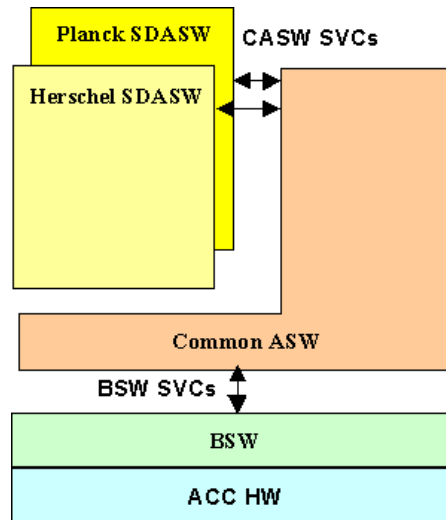 Planck SDASW
CASW SVCs
Herschel SDASW
Common ASW
BSW SVCs
BSW
ACC HW